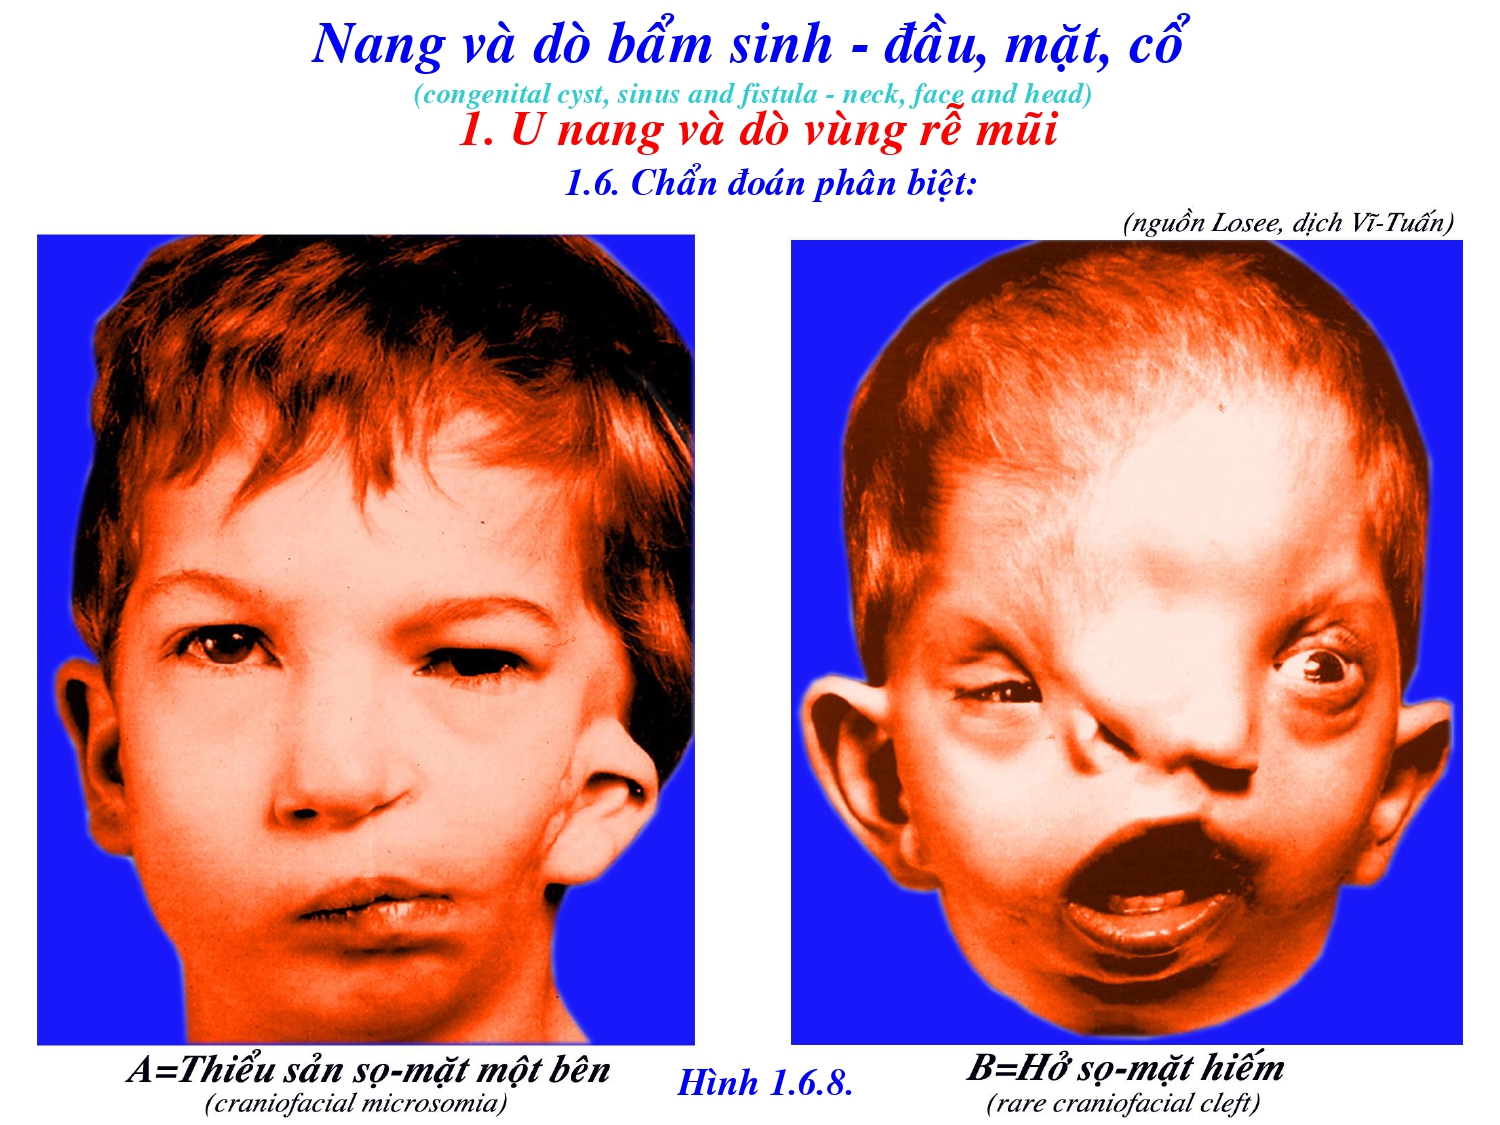 Nang và dò bẩm sinh - đầu, mặt, cổ
(congenital cyst, sinus and fistula - neck, face and head)
1. U nang và dò vùng rễ mũi
1.6. Chẩn đoán phân biệt:
(nguồn Losee, dịch Vĩ-Tuấn)
A=Thiểu sản sọ-mặt một bên
(craniofacial microsomia)
Hình 1.6.8.
B=Hở sọ-mặt hiếm
(rare craniofacial cleft)